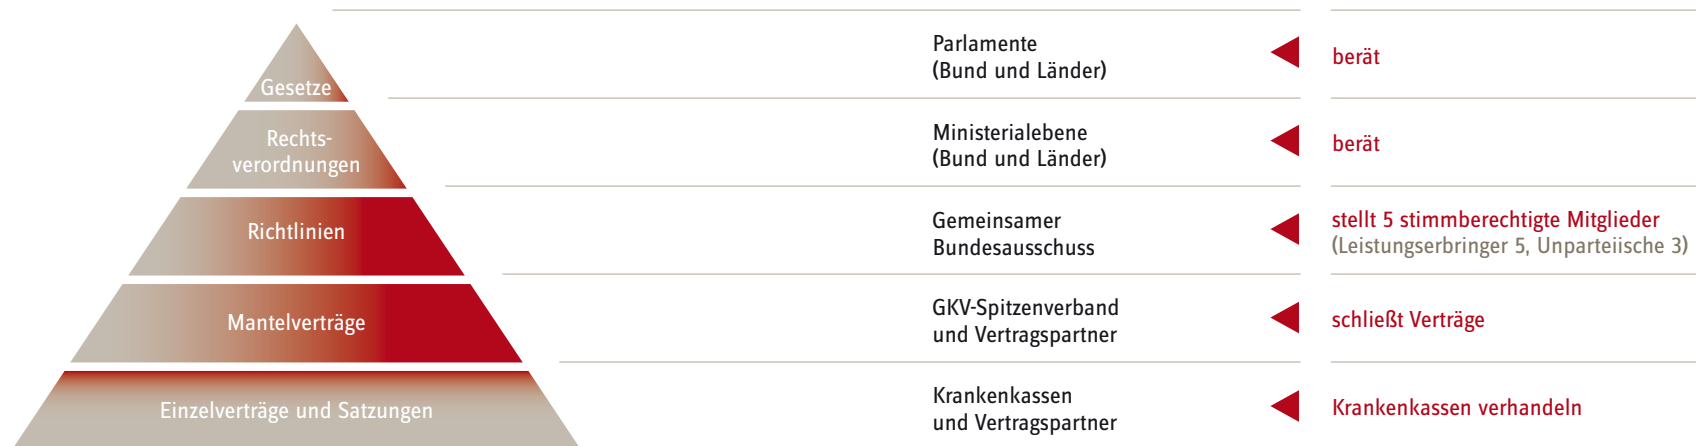 Gesetze
Parlamente
(Bund und Länder)
berät
Rechts-
verordnungen
Ministerialebene
(Bund und Länder)
berät
Richtlinien
Gemeinsamer
Bundesausschuss
stellt 5 stimmberechtigte Mitglieder
(Leistungserbringer 5, Unparteiische 3)
Mantelverträge
GKV-Spitzenverband
und Vertragspartner
schließt Verträge
Einzelverträge und Satzungen
Krankenkassen
und Vertragspartner
Krankenkassen verhandeln